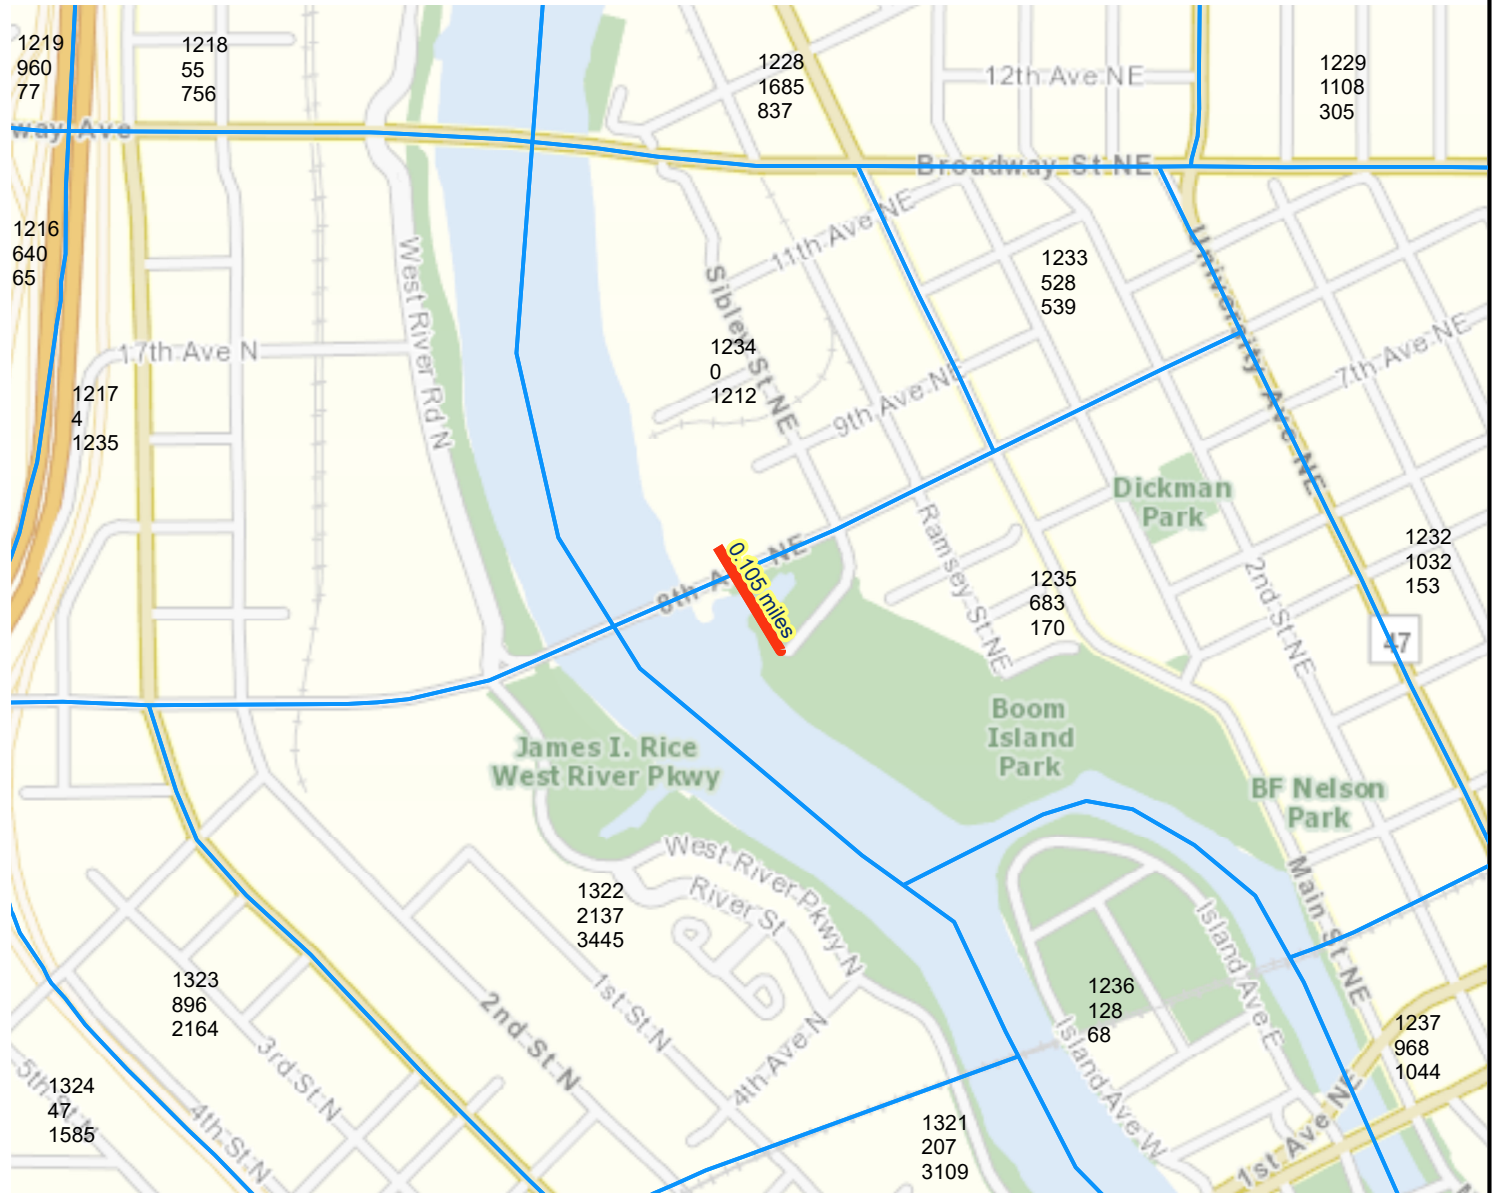 1219
960
77
1218
55
756
1228
1685
837
12th Ave NE
1229
1108
305
way Ave
Broadway St NE
1216
640
65
West River Rd N
Sibley St NE
11th Ave NE
1233
528
539
University Ave NE
17th Ave N
1234
0
1212
9th Ave NE
7th Ave NE
1217
4
1235
Dickman
Park
8th A
NE
0.105 miles
Ramsey St NE
1235
683
170
2nd St NE
1232
1032
153
47
James I. Rice
West River Pkwy
Boom
Island
Park
BF Nelson
Park
West River Pkwy N
River St
1322
2137
3445
Main St NE
Island Ave E
1323
896
2164
2nd St N
1st St N
4th Ave N
1236
128
68
Island Ave W
1237
968
1044
3rd St N
4th St N
5th St N
1324
47
1585
1321
207
3109
1st Ave NE